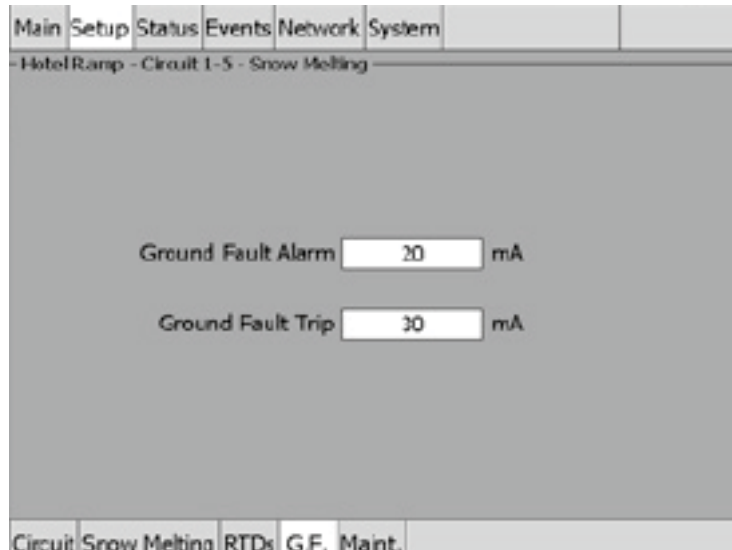 Main Setup Status Events Network System
Hotel Ramp - Circuit 1-5 - Snow Melting
Ground Fault Alarm 20 mA
Ground Fault Trip 30 mA
Circuit Snow Melting RTDs G.F. Maint.